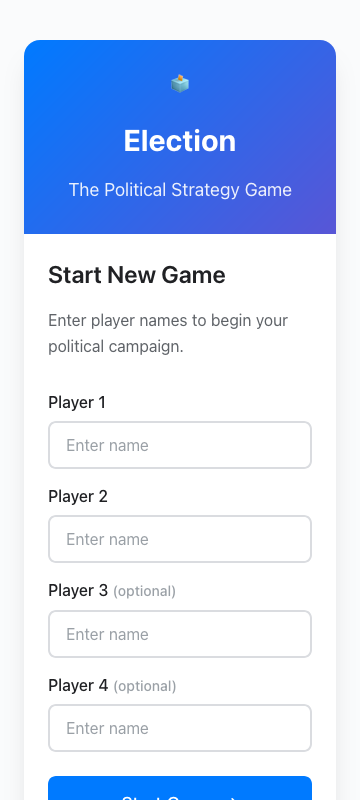 Election
The Political Strategy Game
Start New Game
Enter player names to begin your
political campaign.
Player 1
Enter name
Player 2
Enter name
Player 3 (optional)
Enter name
Player 4 (optional)
Enter name